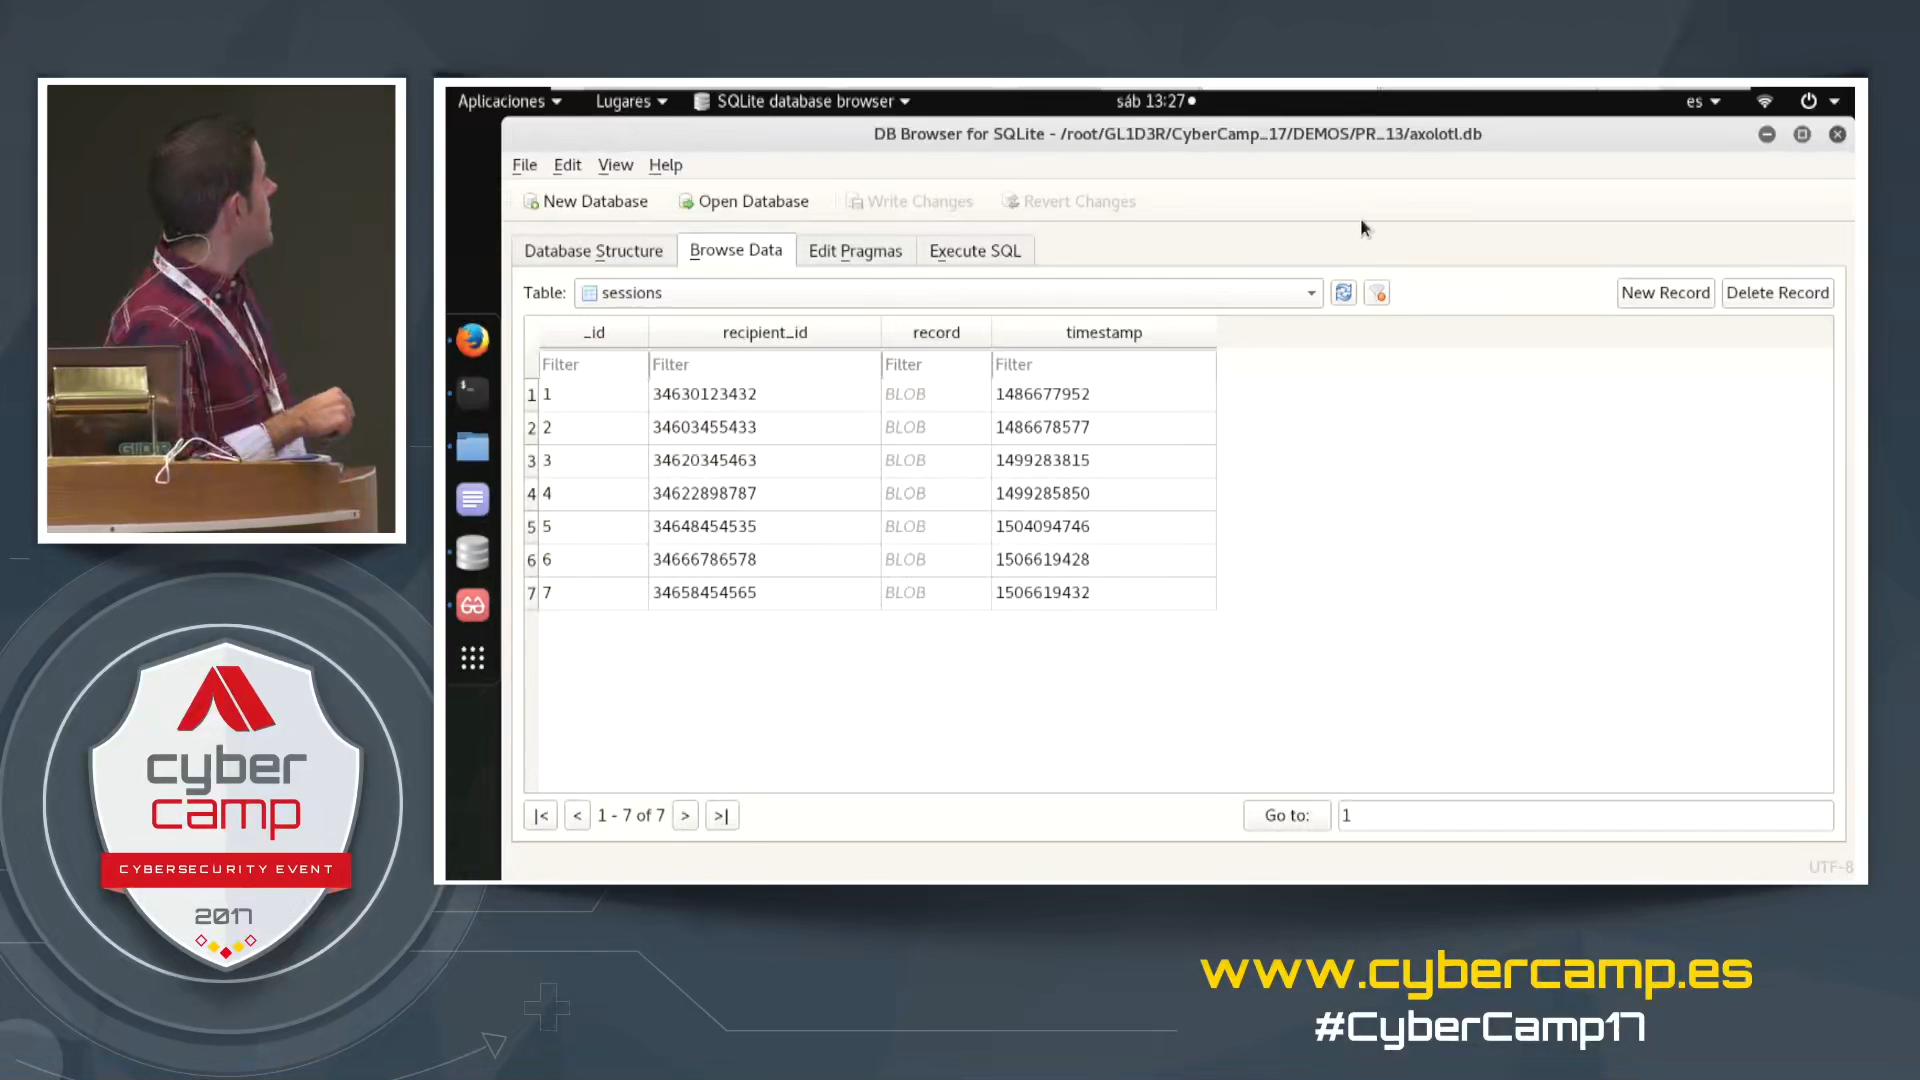 Aplicaciones Lugares SQLite database browser sáb 13:27 es
DB Browser for SQLite - /root/GL1D3R/CyberCamp_17/DEMOS/PR_13/axolotl.db
File Edit View Help
New Database Open Database Write Changes Revert Changes
Database Structure Browse Data Edit Pragmas Execute SQL
Table: sessions New Record Delete Record
_id recipient_id record timestamp
Filter Filter Filter Filter
1 1 34630123432 BLOB 1486677952
2 2 34603455433 BLOB 1486678577
3 3 34620345463 BLOB 1499283815
4 4 34622898787 BLOB 1499285850
5 5 34648454535 BLOB 1504094746
6 6 34666786578 BLOB 1506619428
7 7 34658454565 BLOB 1506619432
|< < 1 - 7 of 7 > >| Go to: 1
UTF-8
cyber
camp
CYBERSECURITY EVENT
2017
www.cybercamp.es
#CyberCamp17